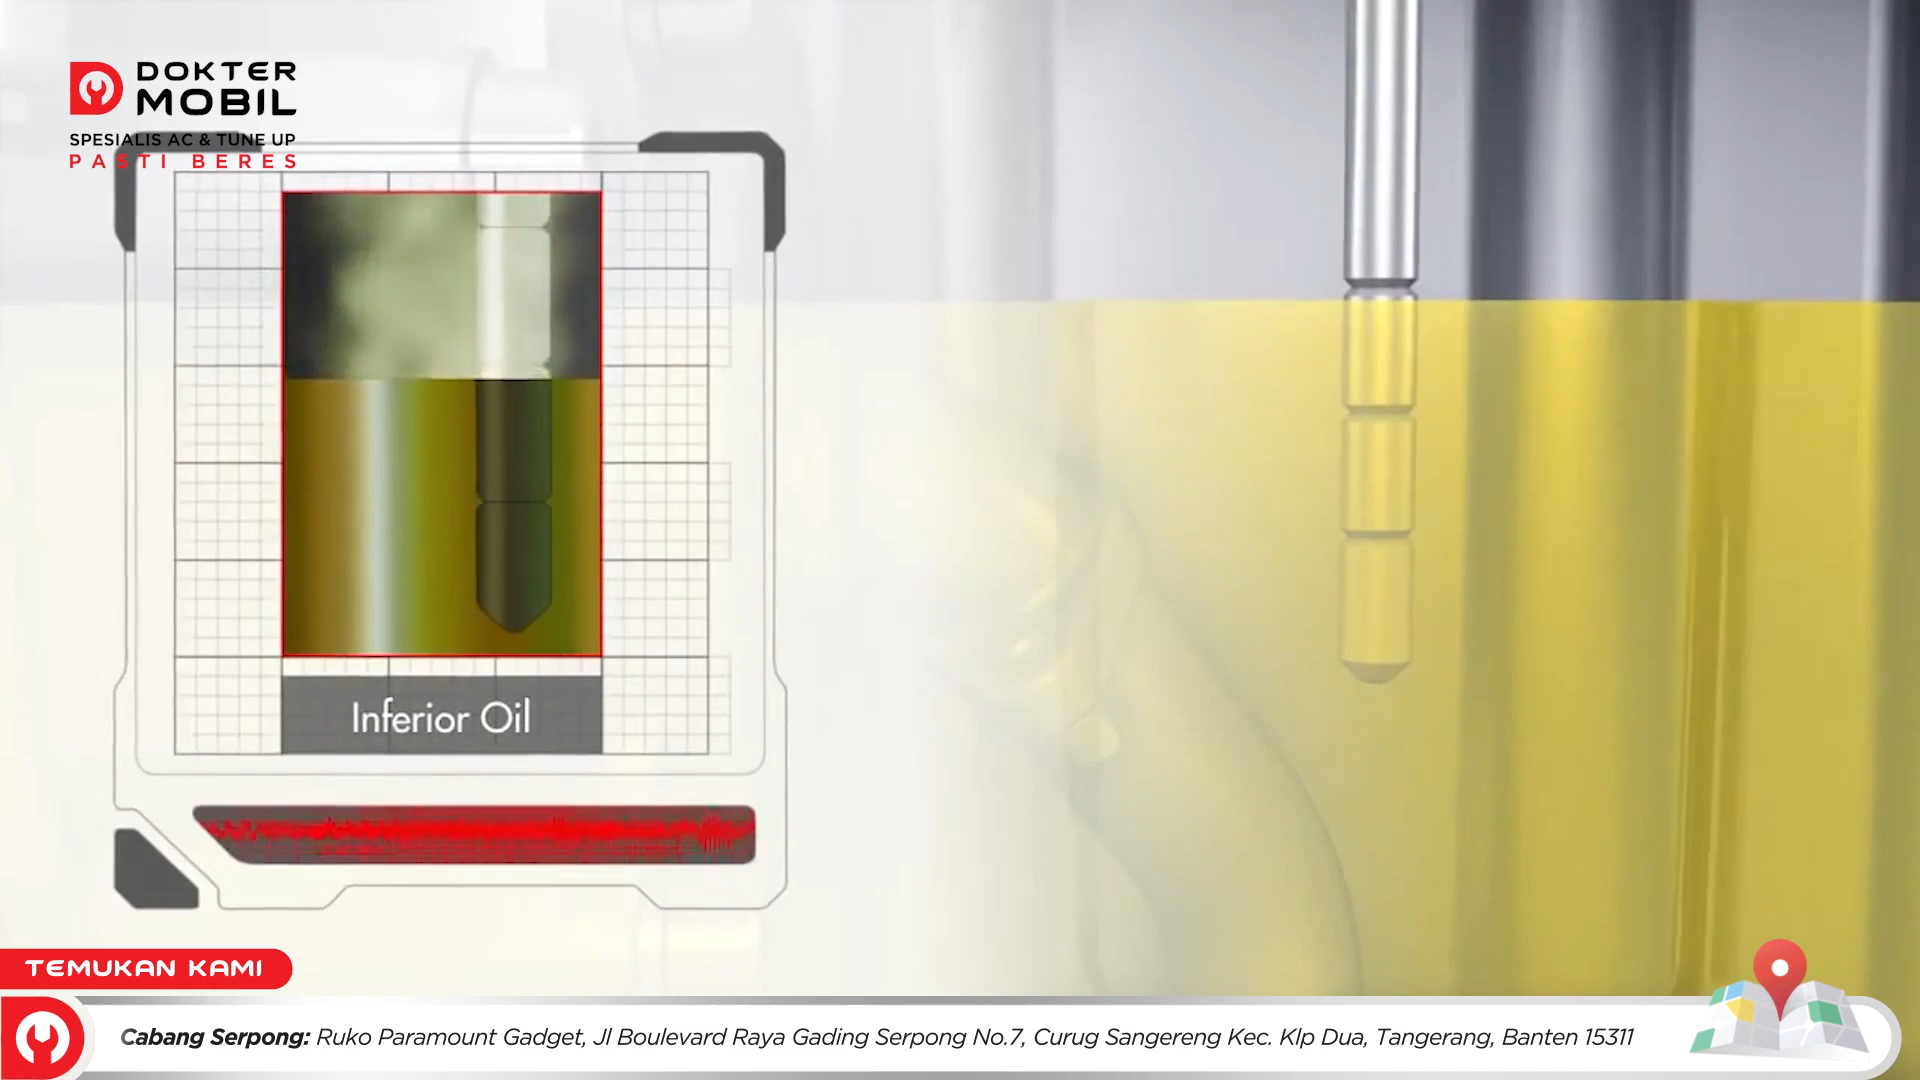 DOKTER
MOBIL
SPESIALIS AC & TUNE UP
PASTI BERES
Inferior Oil
TEMUKAN KAMI
Cabang Serpong: Ruko Paramount Gadget, Jl Boulevard Raya Gading Serpong No.7, Curug Sangereng Kec. Klp Dua, Tangerang, Banten 15311